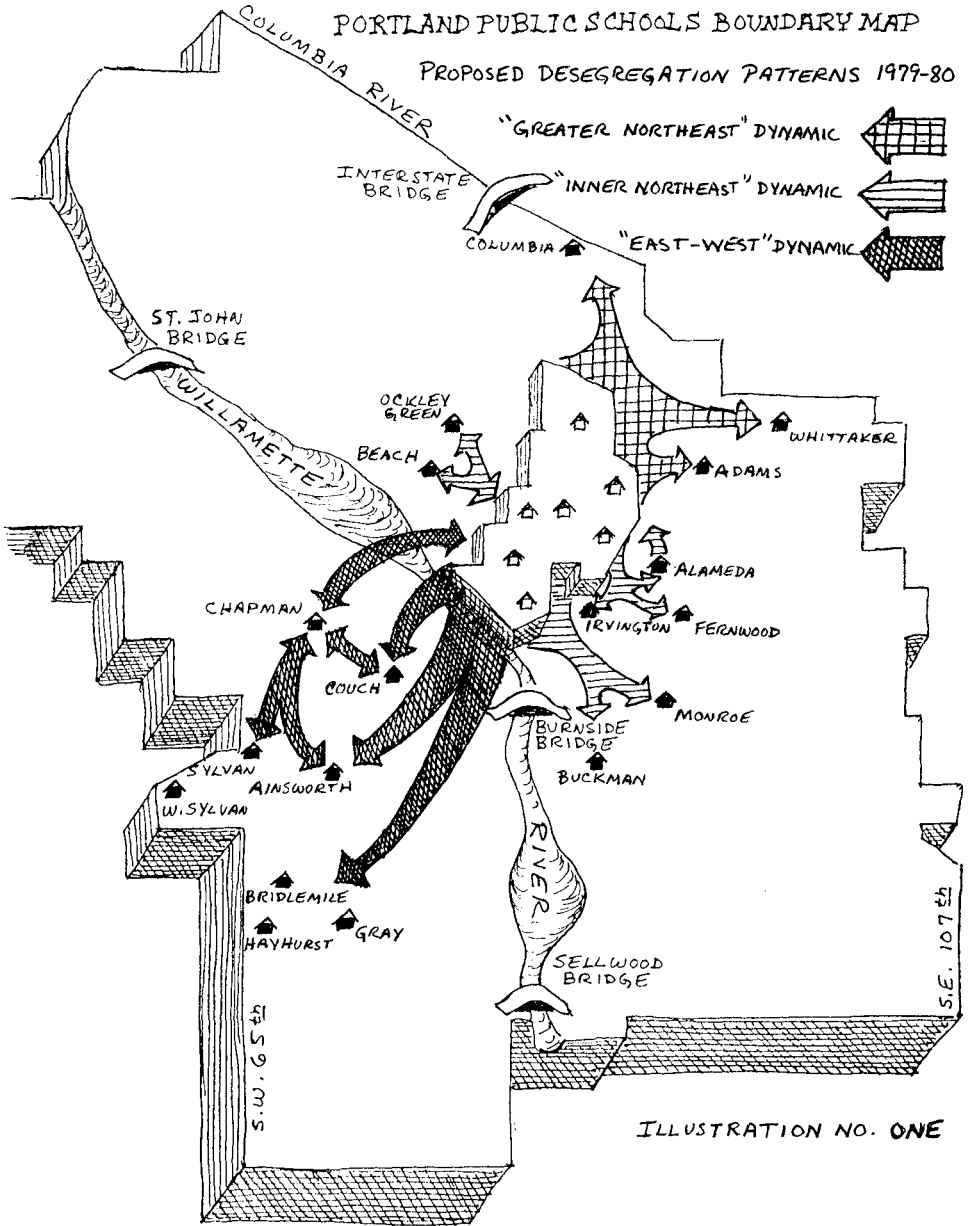 PORTLAND PUBLIC SCHOOLS BOUNDARY MAP
PROPOSED DESEGREGATION PATTERNS 1979-80
"GREATER NORTHEAST" DYNAMIC
"INNER NORTHEAST" DYNAMIC
"EAST-WEST" DYNAMIC
COLUMBIA RIVER
INTERSTATE
BRIDGE
COLUMBIA
ST. JOHN
BRIDGE
WILLAMETTE
OCKLEY
GREEN
BEACH
WHITTAKER
ADAMS
ALAMEDA
IRVINGTON
FERNWOOD
CHAPMAN
COUCH
MONROE
BURNSIDE
BRIDGE
BUCKMAN
SYLVAN
AINSWORTH
W. SYLVAN
RIVER
BRIDLEMILE
HAYHURST
GRAY
SELLWOOD
BRIDGE
S.E. 107th
S.W. 65th
ILLUSTRATION NO. ONE